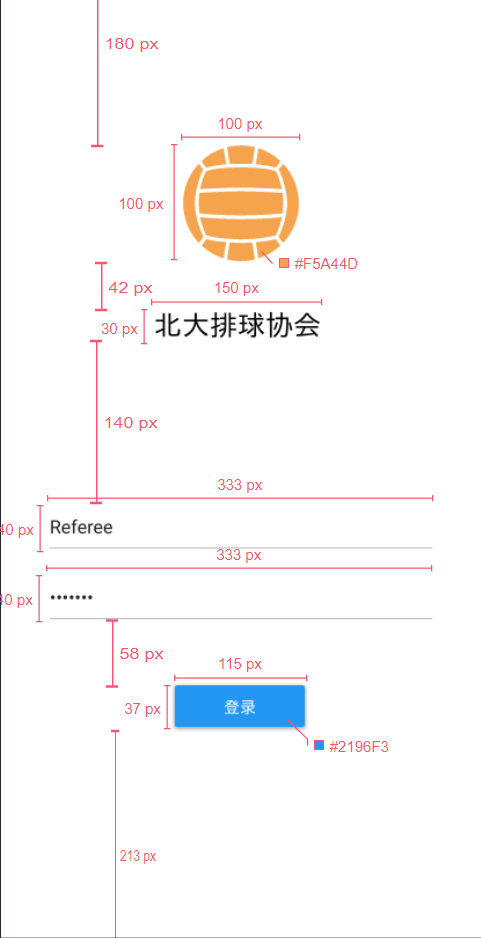 180 px
100 px
100 px
#F5A44D
42 px
150 px
30 px
北大排球协会
140 px
333 px
40 px
Referee
333 px
0 px
•••••••
58 px
115 px
37 px
登录
#2196F3
213 px